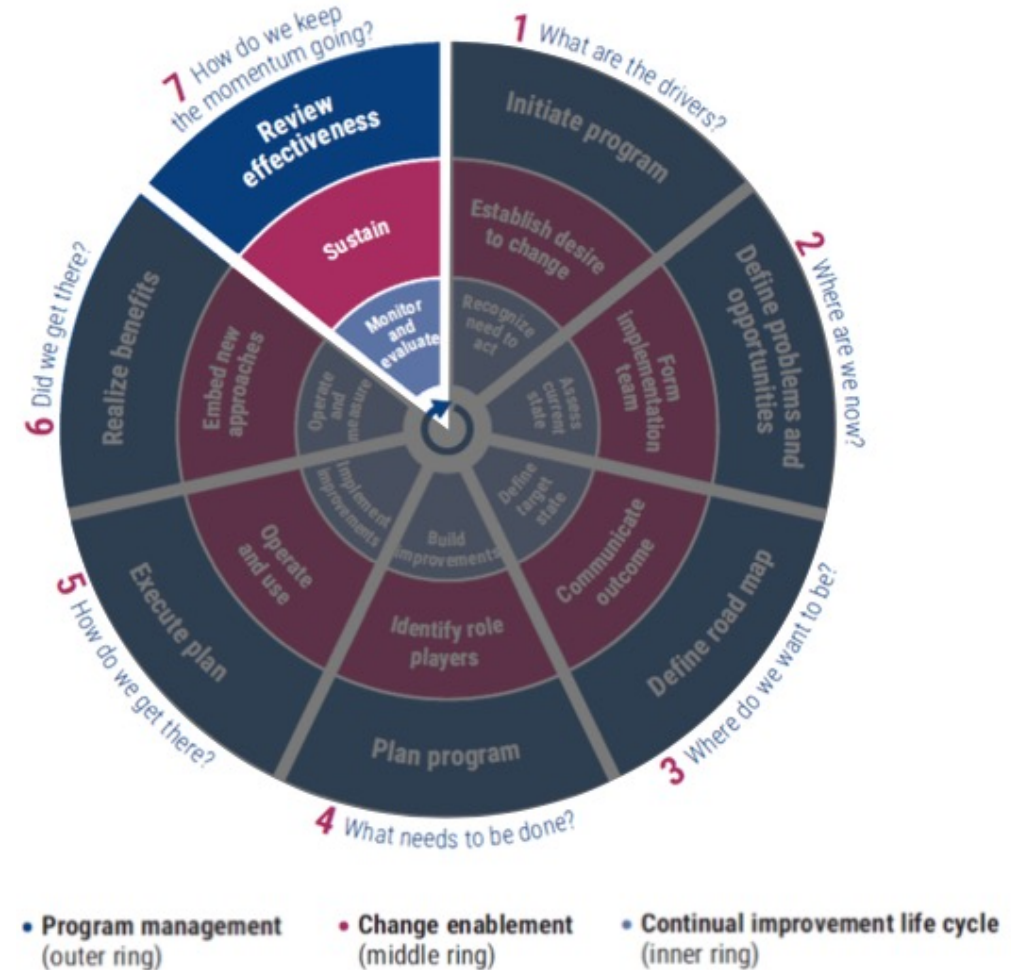 1 What are the drivers?
Initiate program
Establish desire
to change
Recognize
need to
act
2 Where are we now?
Define problems and
opportunities
Form
implementation
team
Assess
current
state
3 Where do we want to be?
Define road map
Communicate
outcome
Define
target
state
4 What needs to be done?
Plan program
Identify role
players
Build
improvements
5 How do we get there?
Execute plan
Operate
and use
Implement
improvements
6 Did we get there?
Realize benefits
Embed new
approaches
Operate
and
measure
7 How do we keep
the momentum going?
Review
effectiveness
Sustain
Monitor
and
evaluate
• Program management
(outer ring)
• Change enablement
(middle ring)
• Continual improvement life cycle
(inner ring)